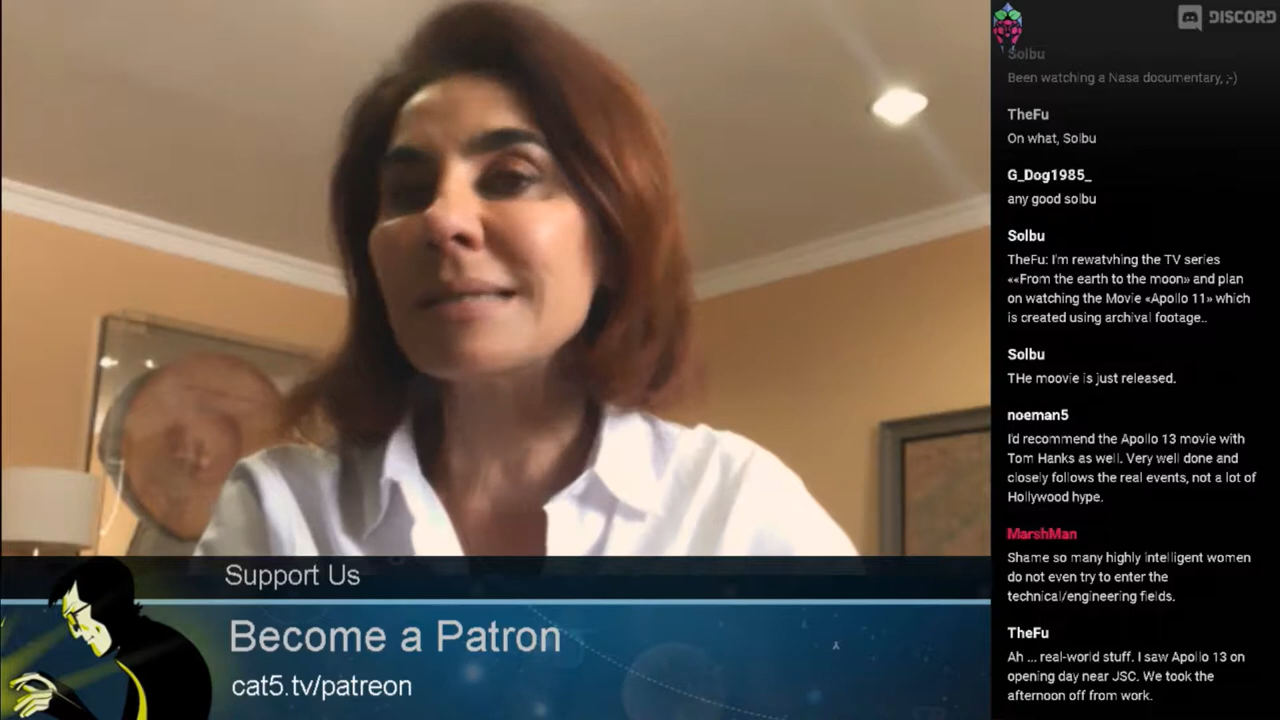 DISCORD
Solbu
Been watching a Nasa documentary, ;-)
TheFu
On what, Solbu
G_Dog1985_
any good solbu
Solbu
TheFu: I'm rewatvhing the TV series
««From the earth to the moon» and plan
on watching the Movie «Apollo 11» which
is created using archival footage..
Solbu
THe moovie is just released.
noeman5
I'd recommend the Apollo 13 movie with
Tom Hanks as well. Very well done and
closely follows the real events, not a lot of
Hollywood hype.
MarshMan
Shame so many highly intelligent women
do not even try to enter the
technical/engineering fields.
TheFu
Ah ... real-world stuff. I saw Apollo 13 on
opening day near JSC. We took the
afternoon off from work.
Support Us
Become a Patron
cat5.tv/patreon